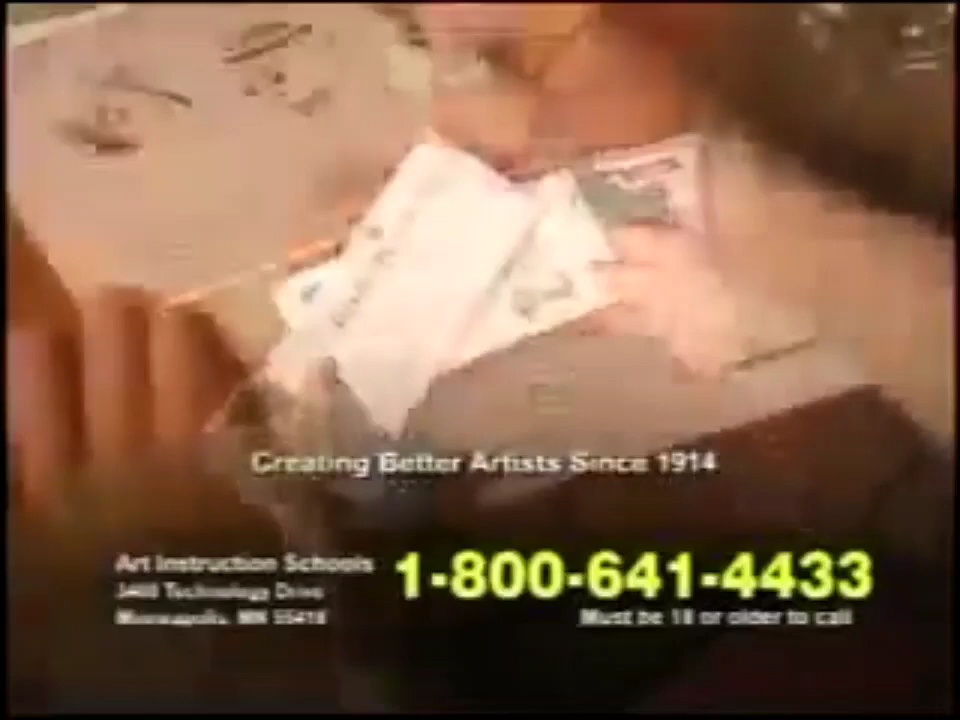 Creating Better Artists Since 1914
Art Instruction Schools
1-800-641-4433
Technology Drive
Minneapolis, MN 55418
Must be 18 or older to call